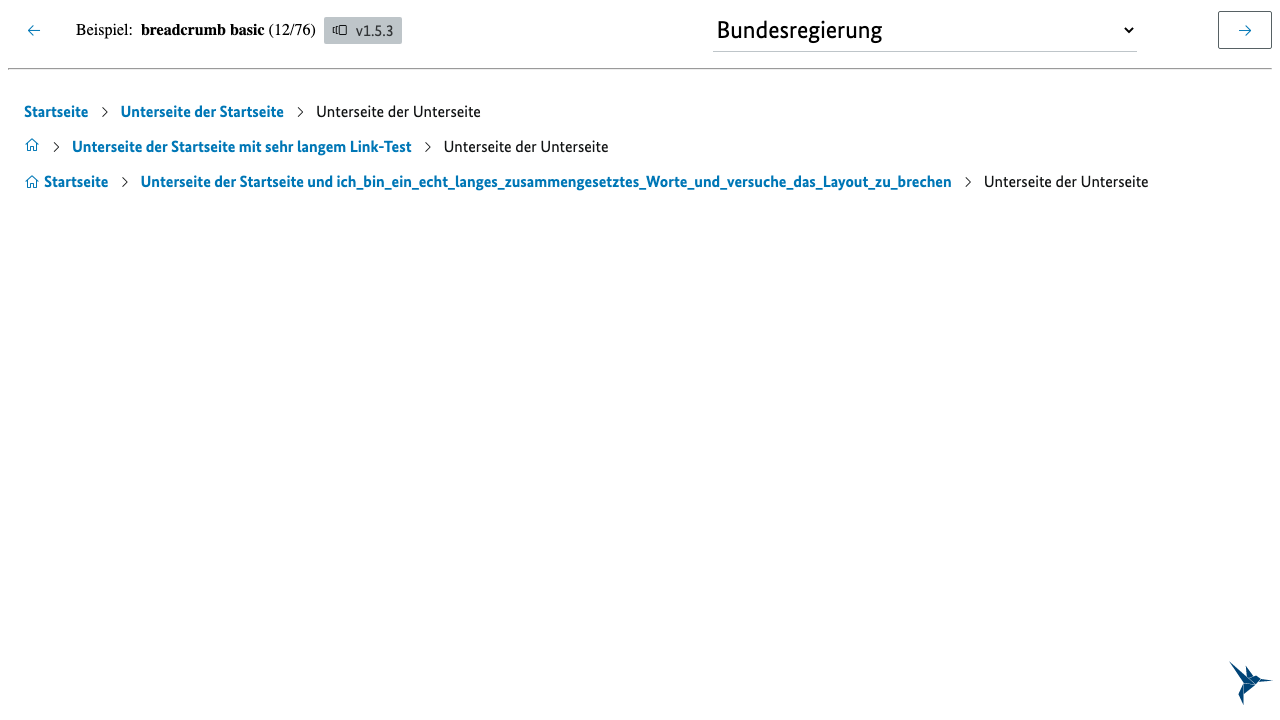 Beispiel: breadcrumb basic (12/76) v1.5.3 Bundesregierung
Startseite Unterseite der Startseite Unterseite der Unterseite
Unterseite der Startseite mit sehr langem Link-Test Unterseite der Unterseite
Startseite Unterseite der Startseite und ich_bin_ein_echt_langes_zusammengesetztes_Worte_und_versuche_das_Layout_zu_brechen Unterseite der Unterseite